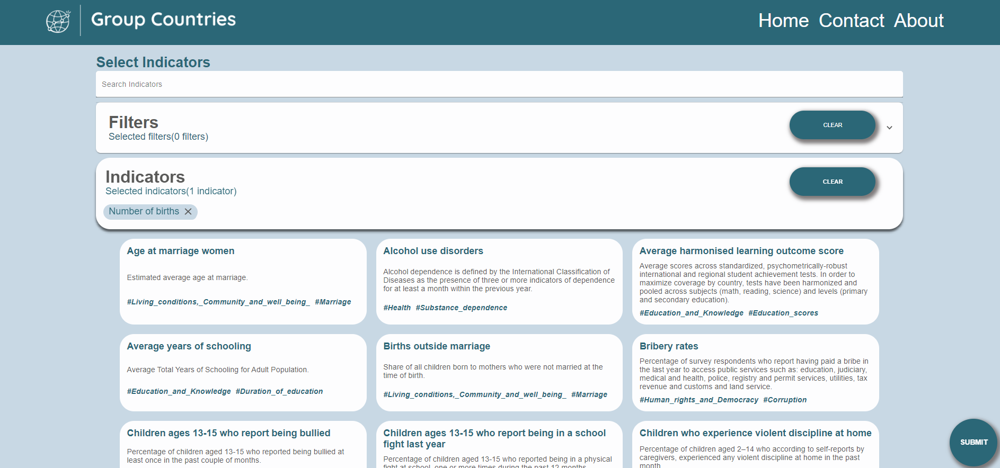 Group Countries
Home Contact About
Select Indicators
Search Indicators
Filters
Selected filters(0 filters)
CLEAR
Indicators
Selected indicators(1 indicator)
CLEAR
Number of births
Age at marriage women
Estimated average age at marriage.
#Living_conditions,_Community_and_well_being_ #Marriage
Alcohol use disorders
Alcohol dependence is defined by the International Classification of
Diseases as the presence of three or more indicators of dependence
for at least a month within the previous year.
#Health #Substance_dependence
Average harmonised learning outcome score
Average scores across standardized, psychometrically-robust
international and regional student achievement tests. In order to
maximize coverage by country, tests have been harmonized and
pooled across subjects (math, reading, science) and levels (primary
and secondary education).
#Education_and_Knowledge #Education_scores
Average years of schooling
Average Total Years of Schooling for Adult Population.
#Education_and_Knowledge #Duration_of_education
Births outside marriage
Share of all children born to mothers who were not married at the
time of birth.
#Living_conditions,_Community_and_well_being_ #Marriage
Bribery rates
Percentage of survey respondents who report having paid a bribe in
the last year to access public services such as: education, judiciary,
medical and health, police, registry and permit services, utilities, tax
revenue and customs and land service.
#Human_rights_and_Democracy #Corruption
Children ages 13-15 who report being bullied
Percentage of children aged 13-15 who reported being bullied at
least once in the past couple of months.
Children ages 13-15 who report being in a school
fight last year
Percentage of children aged 13-15 who reported being in a physical
fight at school, one or more times during the past 12 months.
Children who experience violent discipline at home
Percentage of children aged 2–14 who according to self-reports by
caregivers, experienced any violent discipline at home in the past
month
SUBMIT